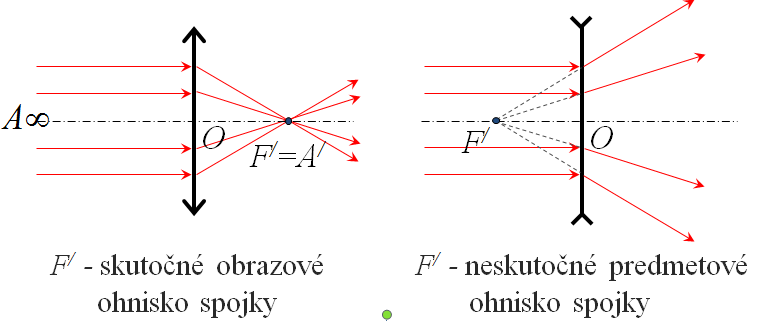 A∞
O
F/=A/
F/
O
F/ - skutočné obrazové
ohnisko spojky
F/ - neskutočné predmetové
ohnisko spojky